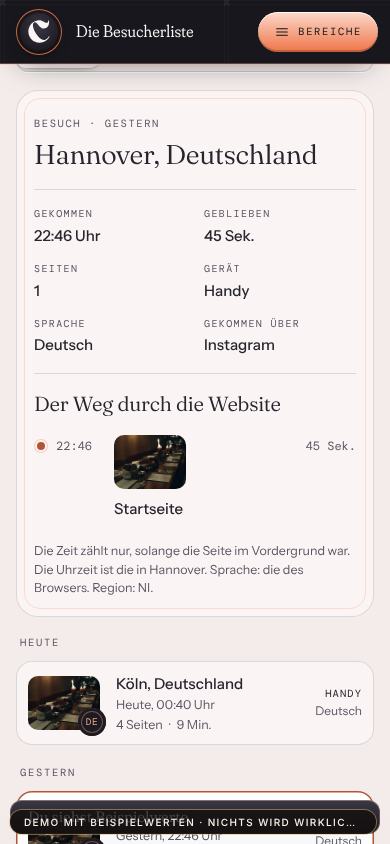 C
Die Besucherliste
BEREICHE
BESUCH · GESTERN
Hannover, Deutschland
GEKOMMEN
GEBLIEBEN
22:46 Uhr
45 Sek.
SEITEN
GERÄT
1
Handy
SPRACHE
GEKOMMEN ÜBER
Deutsch
Instagram
Der Weg durch die Website
22:46
45 Sek.
Startseite
Die Zeit zählt nur, solange die Seite im Vordergrund war.
Die Uhrzeit ist die in Hannover. Sprache: die des
Browsers. Region: NI.
HEUTE
Köln, Deutschland
HANDY
Heute, 00:40 Uhr
Deutsch
4 Seiten · 9 Min.
DE
GESTERN
Du siehst Beispielwerte
DEMO MIT BEISPIELWERTEN · NICHTS WIRD WIRKLIC…
Gestern, 22:46 Uhr
Deutsch